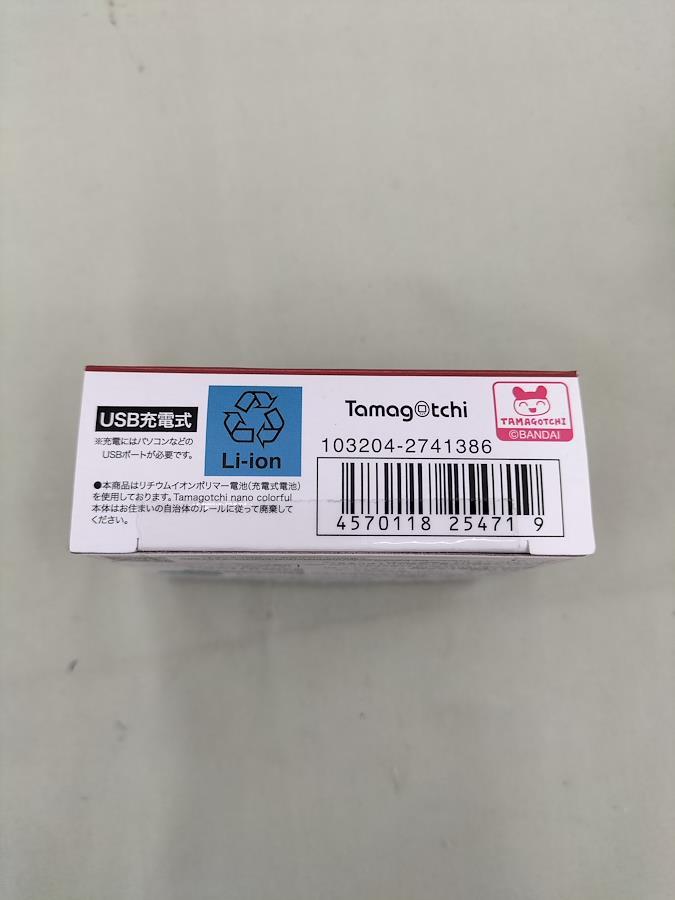 USB充電式
※充電にはパソコンなどの
USBポートが必要です。
Li-ion
●本商品はリチウムイオンポリマー電池(充電式電池)
を使用しております。Tamagotchi nano colorful
本体はお住まいの自治体のルールに従って廃棄して
ください。
Tamagotchi
103204-2741386
4570118 25471 9
TAMAGOTCHI
©BANDAI